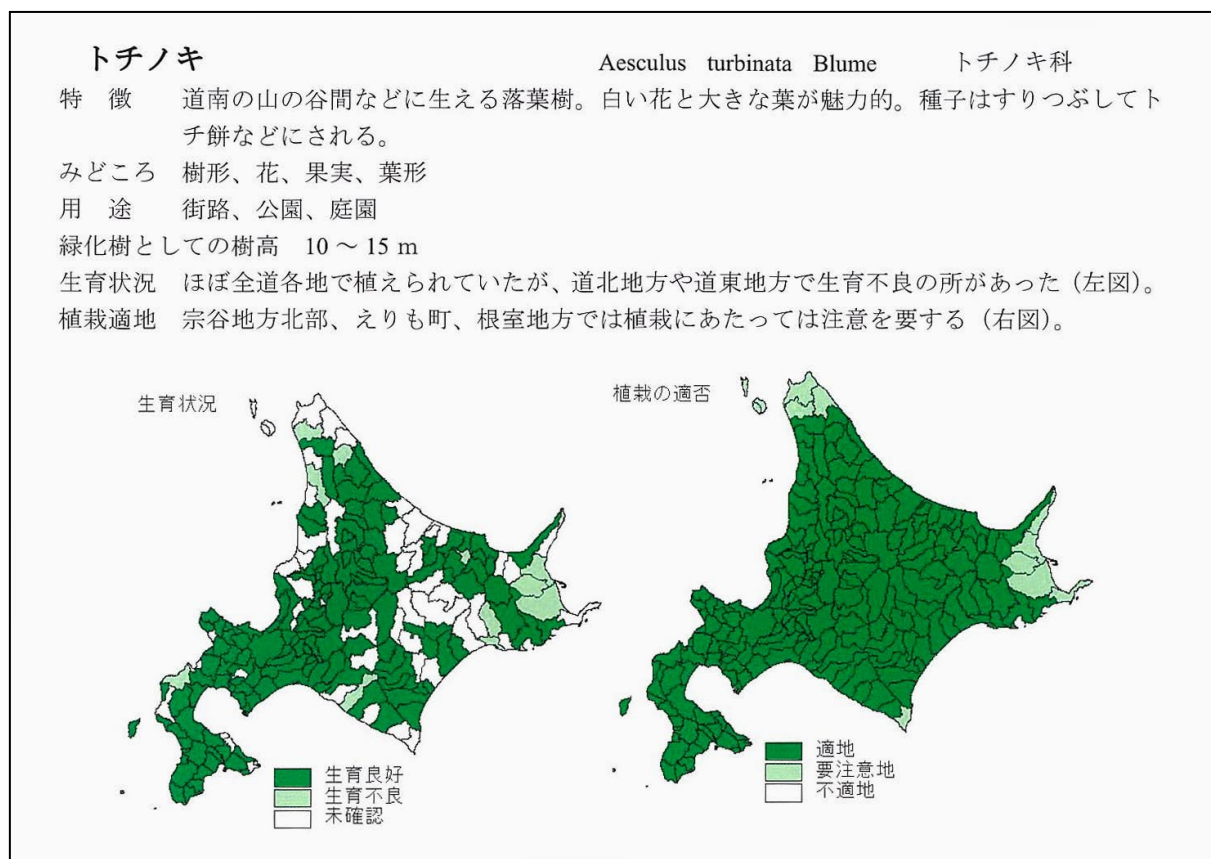 トチノキ Aesculus turbinata Blume トチノキ科
特 徴 道南の山の谷間などに生える落葉樹。白い花と大きな葉が魅力的。種子はすりつぶしてト
チ餅などにされる。
みどころ 樹形、花、果実、葉形
用 途 街路、公園、庭園
緑化樹としての樹高 10 ~ 15 m
生育状況 ほぼ全道各地で植えられていたが、道北地方や道東地方で生育不良の所があった(左図)。
植栽適地 宗谷地方北部、えりも町、根室地方では植栽にあたっては注意を要する(右図)。
生育状況
生育良好
生育不良
未確認
植栽の適否
適地
要注意地
不適地